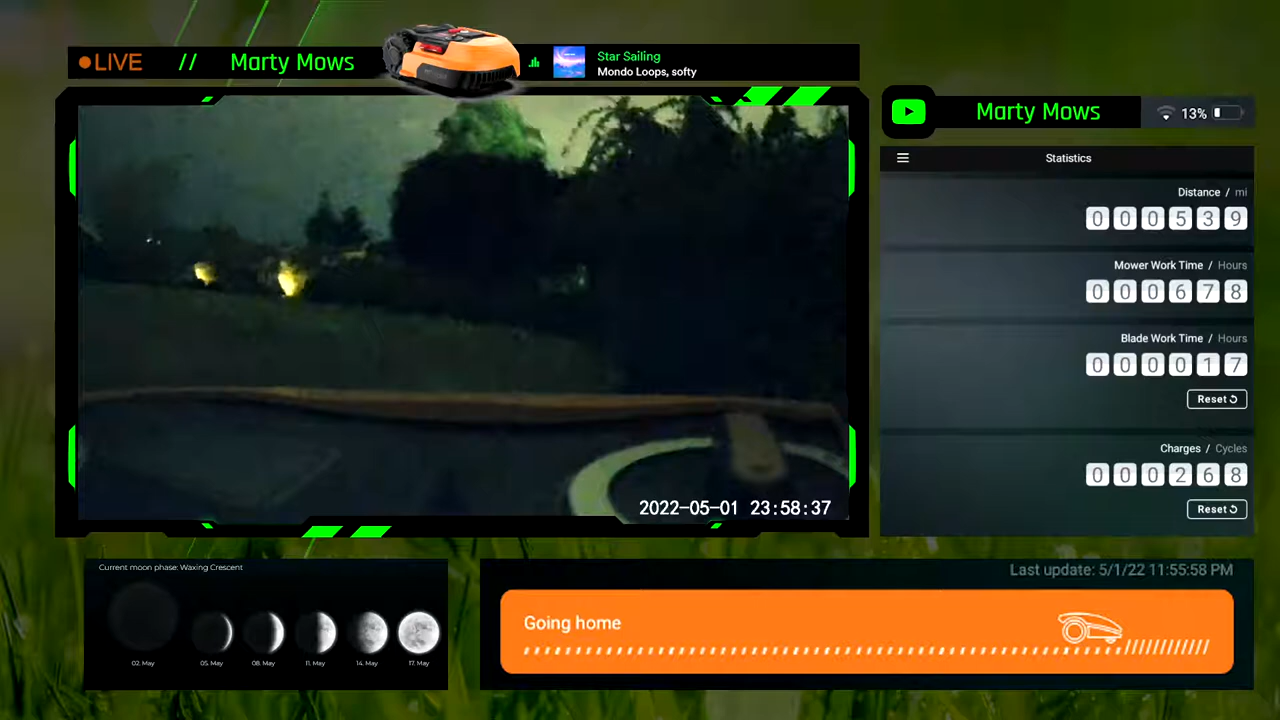 LIVE // Marty Mows
Star Sailing
Mondo Loops, softy
Marty Mows
13%
Statistics
Distance / mi
000539
Mower Work Time / Hours
000678
Blade Work Time / Hours
000017
Reset
Charges / Cycles
000268
Reset
2022-05-01 23:58:37
Current moon phase: Waxing Crescent
02. May 05. May 08. May 11. May 14. May 17. May
Last update: 5/1/22 11:55:58 PM
Going home